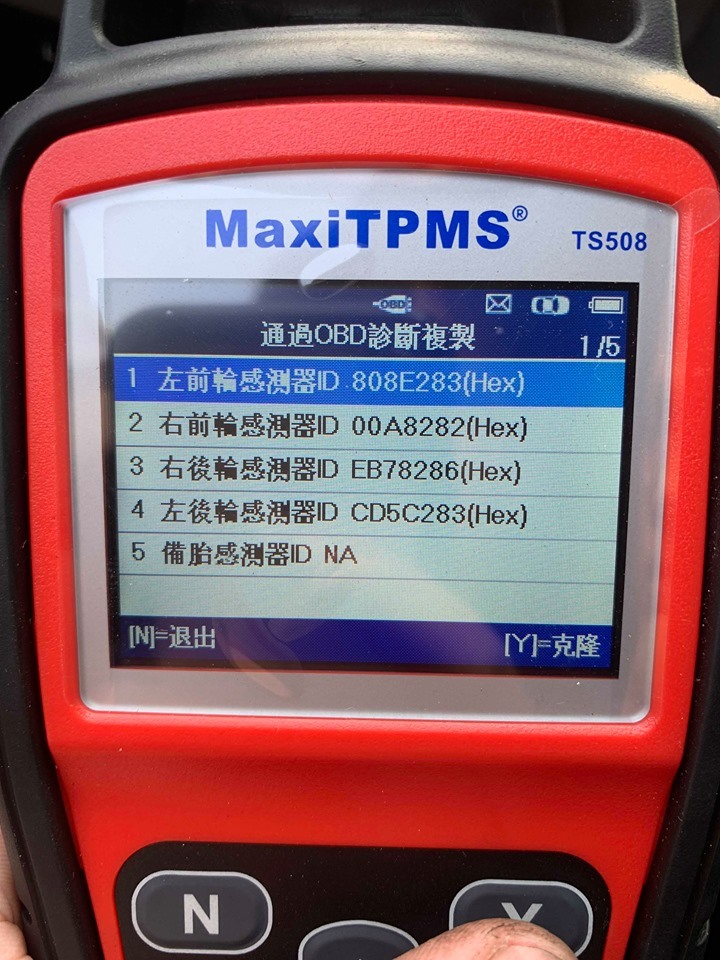 MaxiTPMS®
TS508
OBD
通過OBD診斷複製
1/5
1 左前輪感測器ID 808E283(Hex)
2 右前輪感測器ID 00A8282(Hex)
3 右後輪感測器ID EB78286(Hex)
4 左後輪感測器ID CD5C283(Hex)
5 備胎感測器ID NA
[N]=退出 [Y]=克隆
N Y